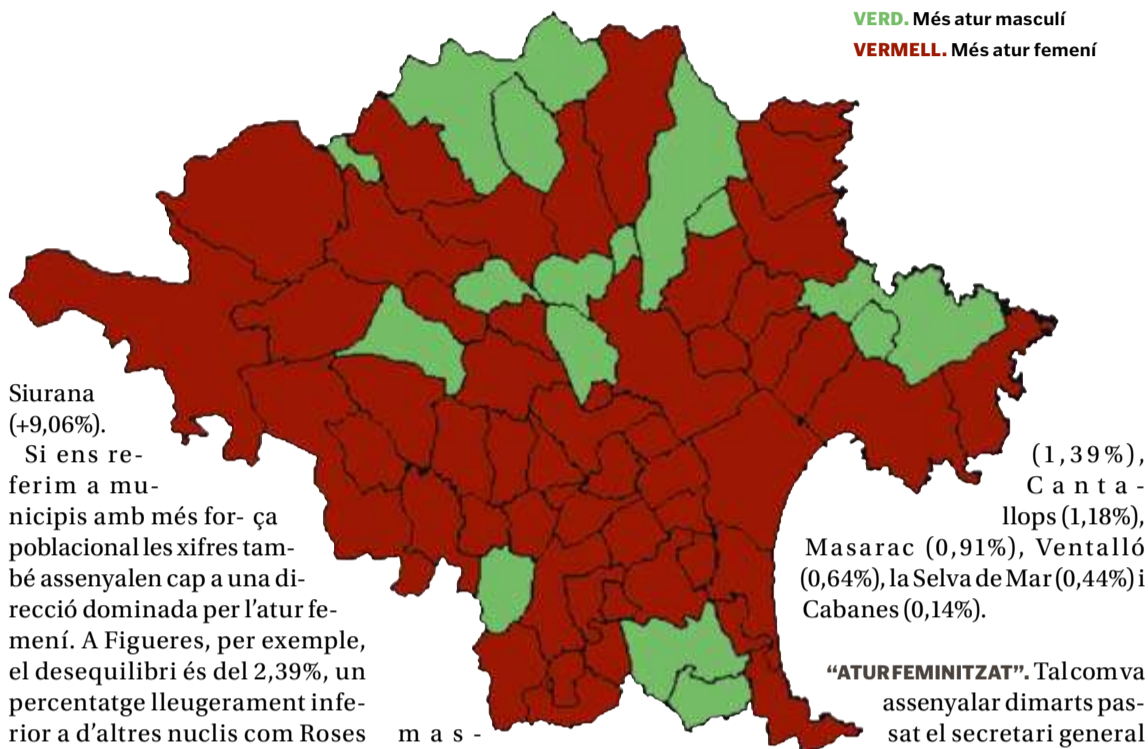 VERD. Més atur masculí
VERMELL. Més atur femení
Siurana
(+9,06%).
Si ens re-
ferim a mu-
nicipis amb més for- ça
poblacional les xifres tam-
bé assenyalen cap a una di-
recció dominada per l'atur fe-
mení. A Figueres, per exemple,
el desequilibri és del 2,39%, un
percentatge lleugerament infe-
rior a d'altres nuclis com Roses
mas-
(1,39%),
Canta-
llops (1,18%),
Masarac (0,91%), Ventalló
(0,64%), la Selva de Mar (0,44%) i
Cabanes (0,14%).
“ATUR FEMINITZAT”. Tal com va
assenyalar dimarts pas-
sat el secretari general